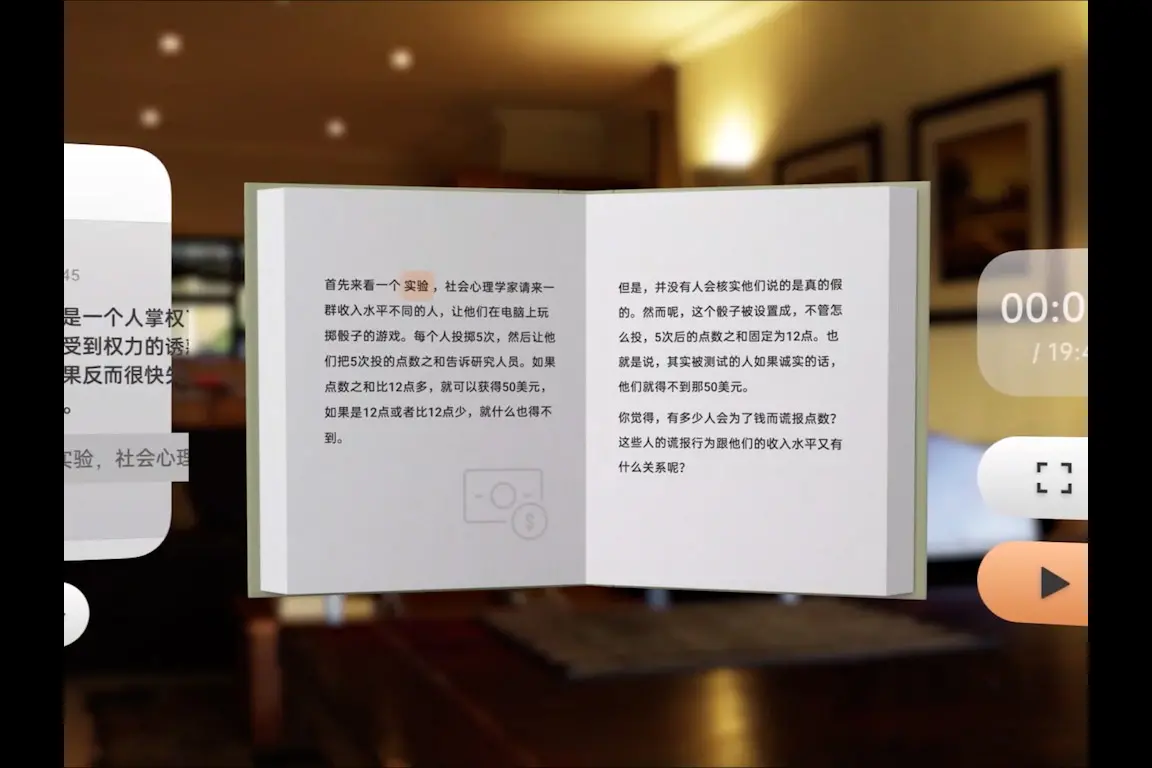 45
是一个人掌权
受到权力的诱
果反而很快
。
实验，社会心理
首先来看一个 实验 ，社会心理学家请来一
群收入水平不同的人，让他们在电脑上玩
掷骰子的游戏。每个人投掷5次，然后让他
们把5次投的点数之和告诉研究人员。如果
点数之和比12点多，就可以获得50美元，
如果是12点或者比12点少，就什么也得不
到。
$
但是，并没有人会核实他们说的是真的假
的。然而呢，这个骰子被设置成，不管怎
么投，5次后的点数之和固定为12点。也
就是说，其实被测试的人如果诚实的话，
他们就得不到那50美元。
你觉得，有多少人会为了钱而谎报点数？
这些人的谎报行为跟他们的收入水平又有
什么关系呢？
00:0
/ 19:4